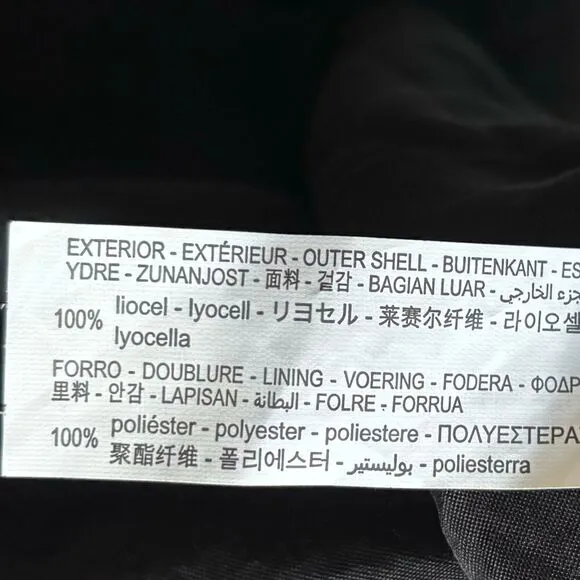 EXTERIOR - EXTÉRIEUR - OUTER SHELL - BUITENKANT - ES
YDRE - ZUNANJOST - 面料 - 겉감 - BAGIAN LUAR - جزء الخارجي
100% liocel - lyocell - リヨセル - 莱赛尔纤维 - 라이오셀
lyocella
FORRO - DOUBLURE - LINING - VOERING - FODERA - ΦΟΔΡ
里料 - 안감 - LAPISAN - البطانة - FOLRE - FORRUA
100% poliéster - polyester - poliestere - ΠΟΛΥΕΣΤΕΡΑΣ
聚酯纤维 - 폴리에스터 - بوليستير - poliesterra